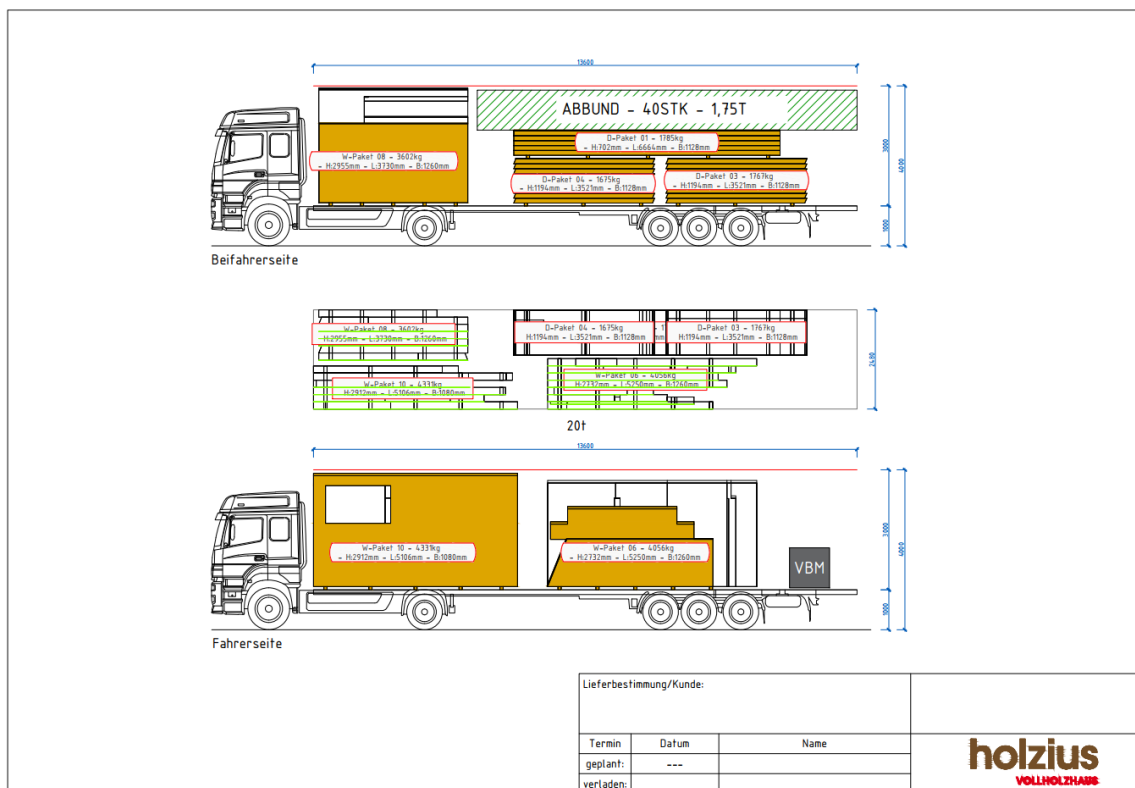 13600
ABBUND - 40STK - 1,75T
D-Paket 01 - 1785kg
- H:702mm - L:6664mm - B:1128mm
W-Paket 08 - 3602kg
- H:2955mm - L:3730mm - B:1260mm
D-Paket 04 - 1675kg
- H:1194mm - L:3521mm - B:1128mm
D-Paket 03 - 1767kg
- H:1194mm - L:3521mm - B:1128mm
3000
4000
1000
Beifahrerseite
W-Paket 08 - 3602kg
H:2955mm - L:3730mm - B:1260mm
D-Paket 04 - 1675kg
H:1194mm - L:3521mm - B:1128mm
D-Paket 03 - 1767kg
H:1194mm - L:3521mm - B:1128mm
W-Paket 10 - 4331kg
H:2912mm - L:5106mm - B:1080mm
W-Paket 06 - 4056kg
H:2732mm - L:5250mm - B:1260mm
2480
20t
13600
W-Paket 10 - 4331kg
- H:2912mm - L:5106mm - B:1080mm
W-Paket 06 - 4056kg
- H:2732mm - L:5250mm - B:1260mm
VBM
3000
4000
1000
Fahrerseite
Lieferbestimmung/Kunde:
Termin Datum Name
geplant: ---
verladen:
holzius
VOLLHOLZHAUS